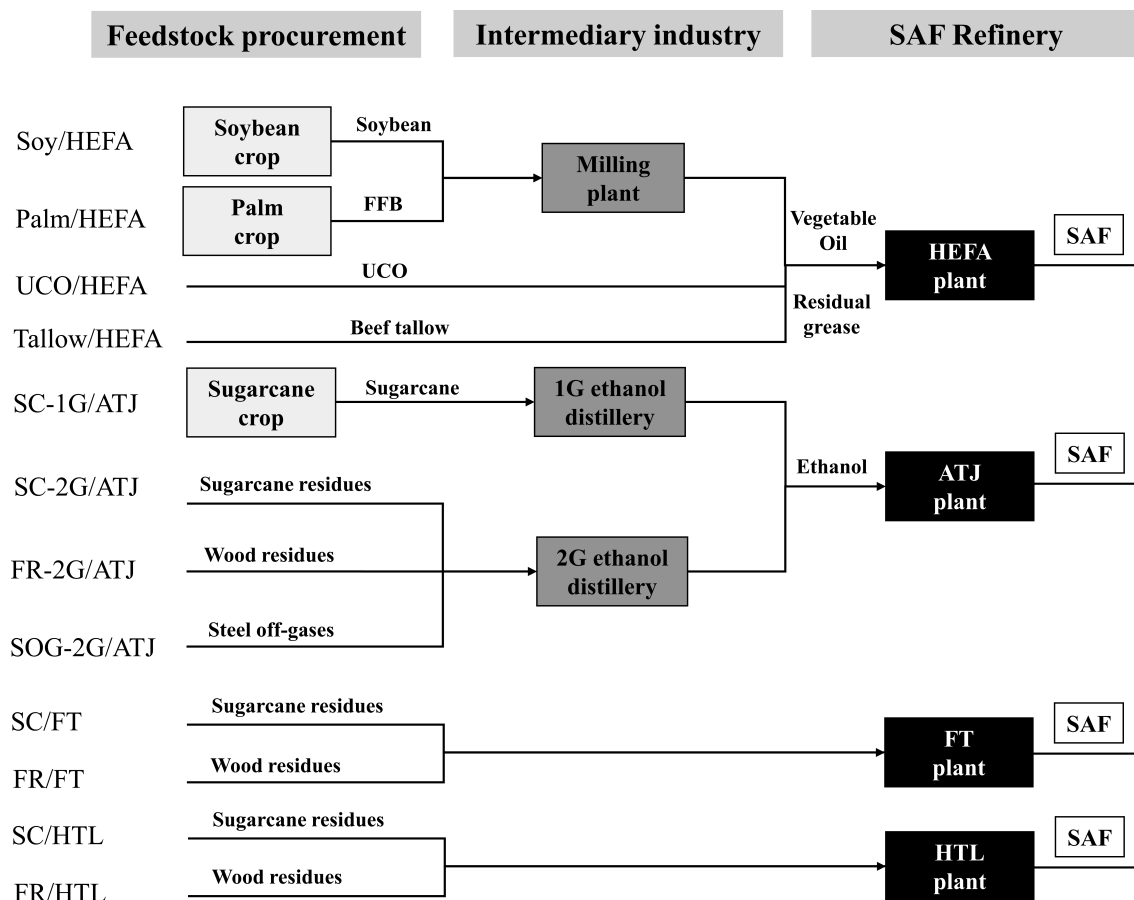 Feedstock procurement
Intermediary industry
SAF Refinery
Soy/HEFA
Soybean
crop
Soybean
Milling
plant
Palm/HEFA
Palm
crop
FFB
Vegetable
Oil
HEFA
plant
SAF
UCO/HEFA
UCO
Residual
grease
Tallow/HEFA
Beef tallow
SC-1G/ATJ
Sugarcane
crop
Sugarcane
1G ethanol
distillery
SC-2G/ATJ
Sugarcane residues
Ethanol
ATJ
plant
SAF
FR-2G/ATJ
Wood residues
2G ethanol
distillery
SOG-2G/ATJ
Steel off-gases
SC/FT
Sugarcane residues
FT
plant
SAF
FR/FT
Wood residues
SC/HTL
Sugarcane residues
HTL
plant
SAF
FR/HTL
Wood residues